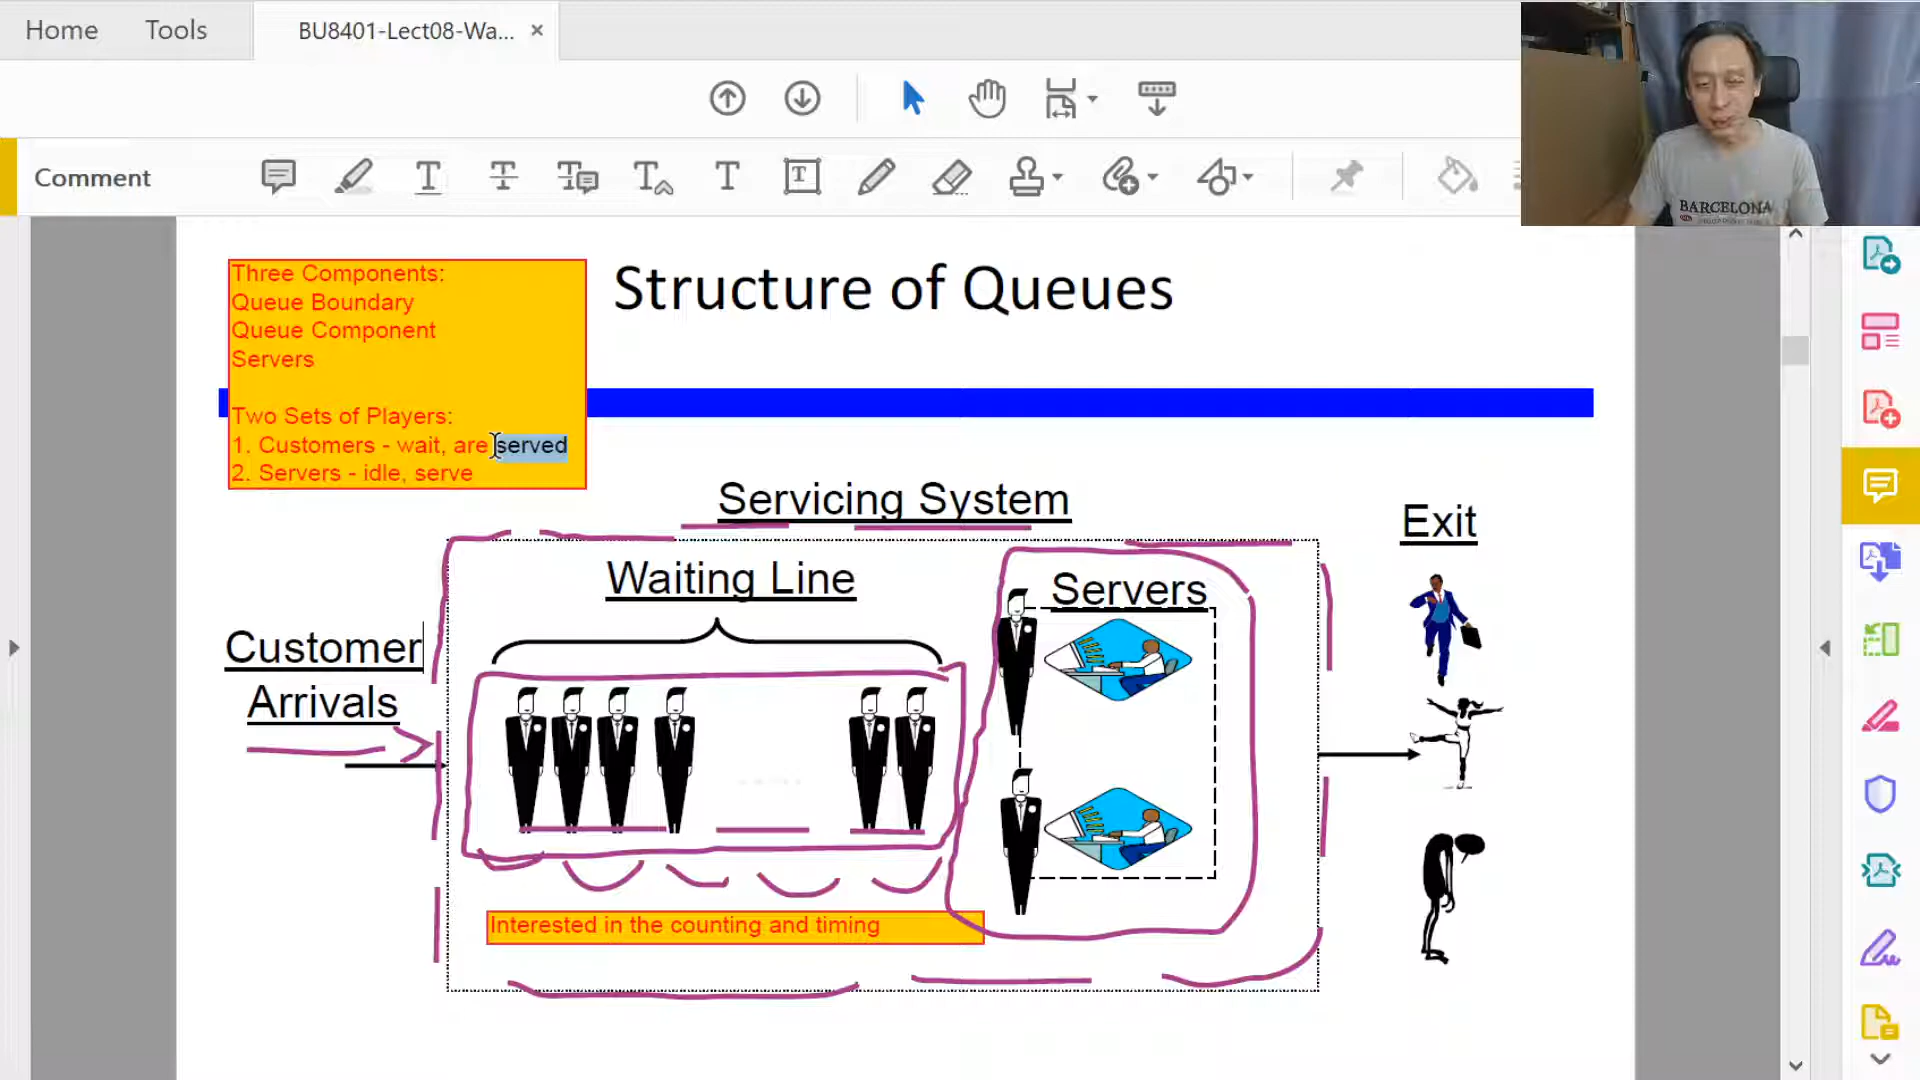 Home
Tools
BU8401-Lect08-Wa...
Comment
BARCELONA
Three Components:
Queue Boundary
Queue Component
Servers
Two Sets of Players:
1. Customers - wait, are served
2. Servers - idle, serve
Structure of Queues
Servicing System
Exit
Waiting Line
Servers
Customer
Arrivals
Interested in the counting and timing